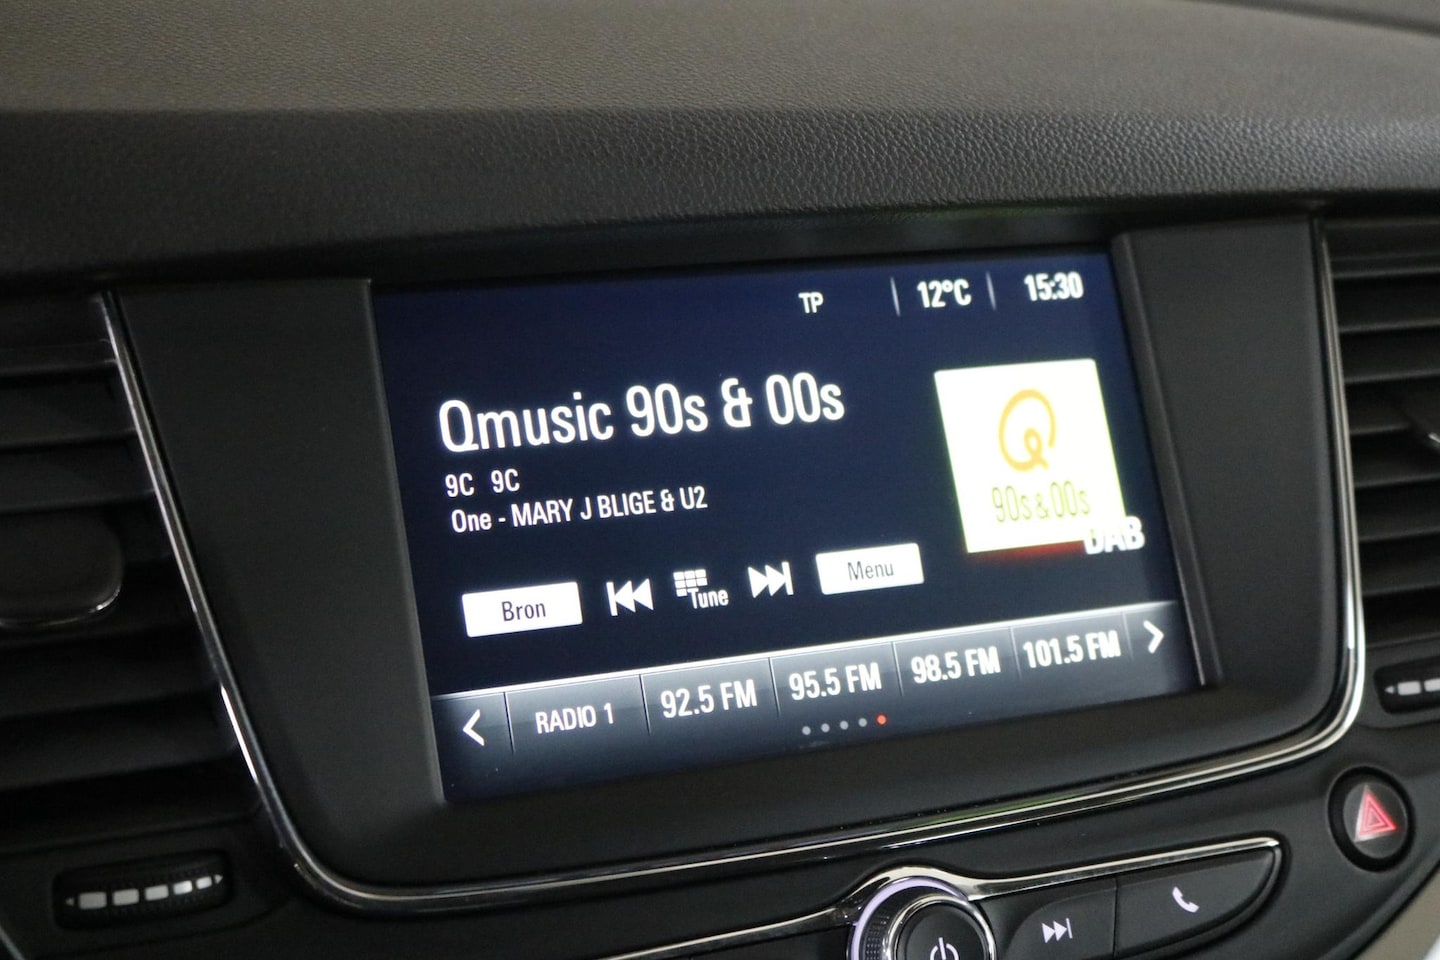 TP 12°C 15:30
Qmusic 90s & 00s
9C 9C
One - MARY J BLIGE & U2
Q
90s & 00s
DAB
Bron Tune Menu
RADIO 1 92.5 FM 95.5 FM 98.5 FM 101.5 FM